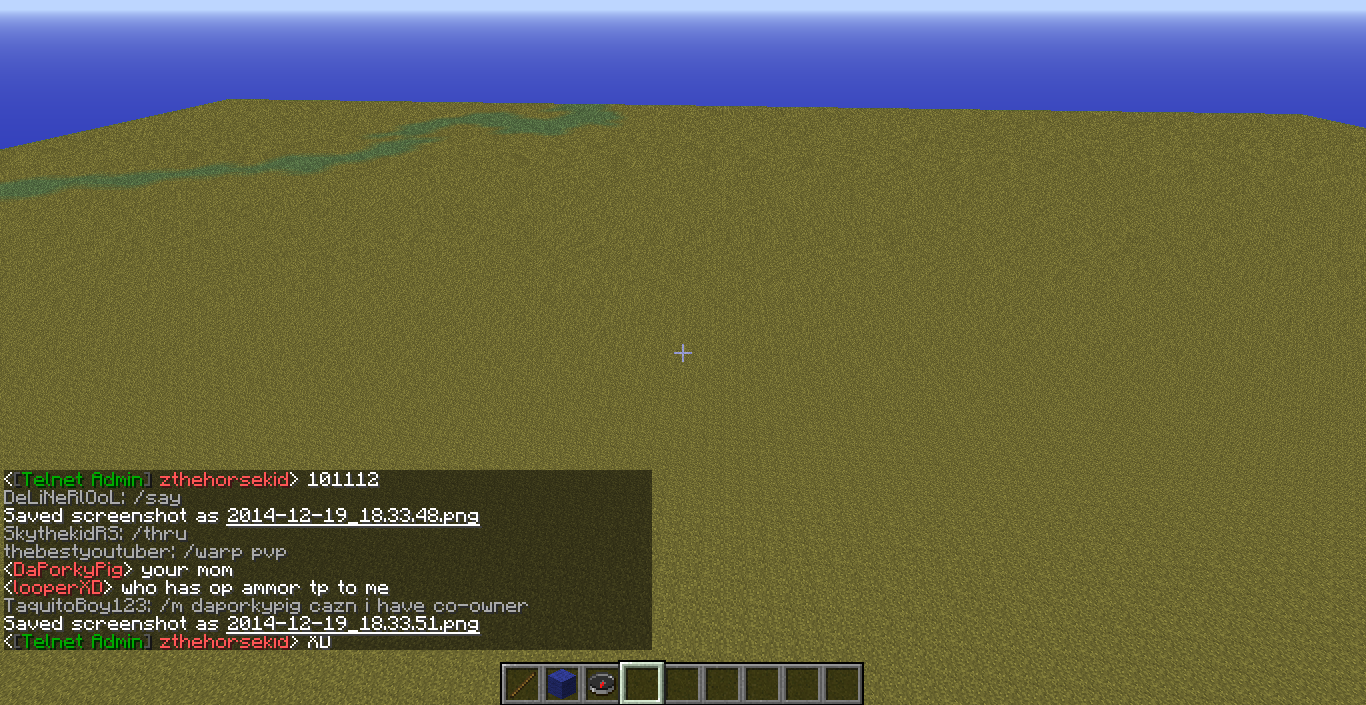 <[Telnet Admin] zthehorsekid> 101112
DeLiNeRlOoL: /say
Saved screenshot as 2014-12-19_18.33.48.png
SkythekidRS: /thru
thebestyoutuber: /warp pvp
<DaPorkyPig> your mom
<looperXD> who has op ammor tp to me
TaquitoBoy123: /m daporkypig cazn i have co-owner
Saved screenshot as 2014-12-19_18.33.51.png
<[Telnet Admin] zthehorsekid> XD